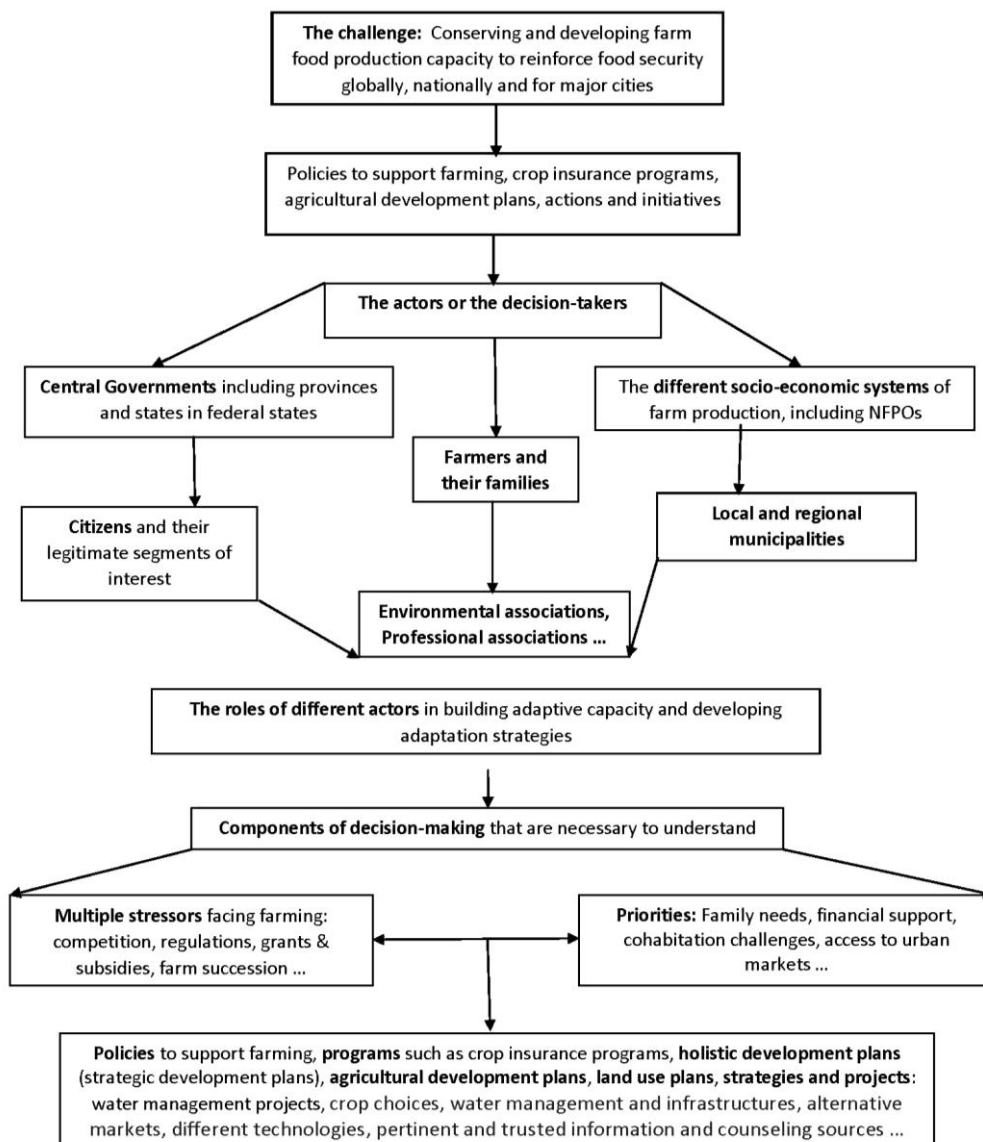 The challenge: Conserving and developing farm
food production capacity to reinforce food security
globally, nationally and for major cities
Policies to support farming, crop insurance programs,
agricultural development plans, actions and initiatives
The actors or the decision-takers
Central Governments including provinces
and states in federal states
Farmers and
their families
The different socio-economic systems of
farm production, including NFPOs
Citizens and their
legitimate segments of
interest
Local and regional
municipalities
Environmental associations,
Professional associations ...
The roles of different actors in building adaptive capacity and developing
adaptation strategies
Components of decision-making that are necessary to understand
Multiple stressors facing farming:
competition, regulations, grants &
subsidies, farm succession ...
Priorities: Family needs, financial support,
cohabitation challenges, access to urban
markets ...
Policies to support farming, programs such as crop insurance programs, holistic development plans
(strategic development plans), agricultural development plans, land use plans, strategies and projects:
water management projects, crop choices, water management and infrastructures, alternative
markets, different technologies, pertinent and trusted information and counseling sources ...